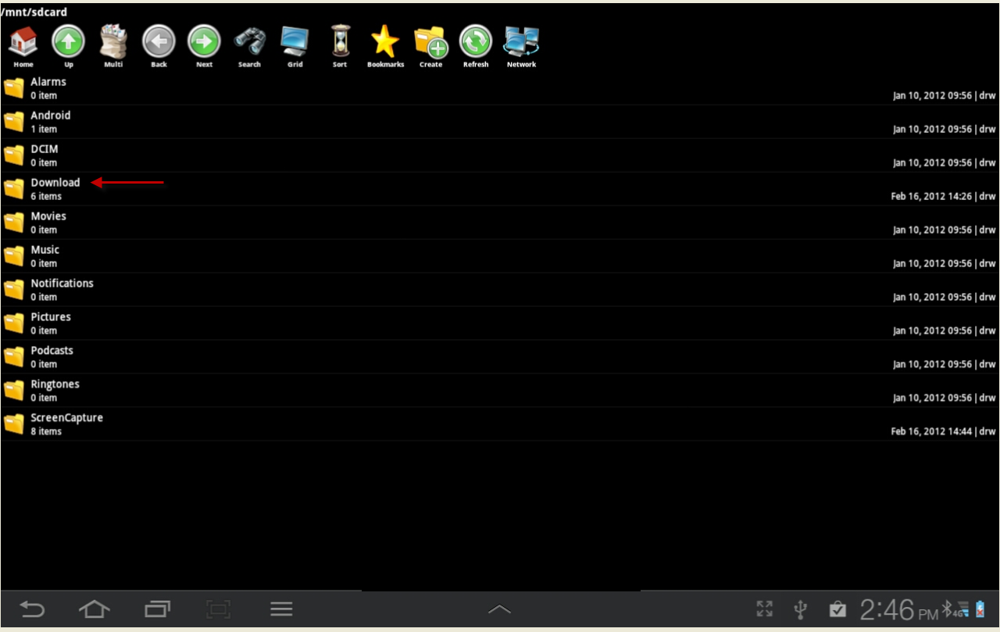 /mnt/sdcard
Home Up Multi Back Next Search Grid Sort Bookmarks Create Refresh Network
Alarms
0 item
Jan 10, 2012 09:56 | drw
Android
1 item
Jan 10, 2012 09:56 | drw
DCIM
0 item
Jan 10, 2012 09:56 | drw
Download
6 items
Feb 16, 2012 14:26 | drw
Movies
0 item
Jan 10, 2012 09:56 | drw
Music
0 item
Jan 10, 2012 09:56 | drw
Notifications
0 item
Jan 10, 2012 09:56 | drw
Pictures
0 item
Jan 10, 2012 09:56 | drw
Podcasts
0 item
Jan 10, 2012 09:56 | drw
Ringtones
0 item
Jan 10, 2012 09:56 | drw
ScreenCapture
8 items
Feb 16, 2012 14:44 | drw
2:46 PM 4G